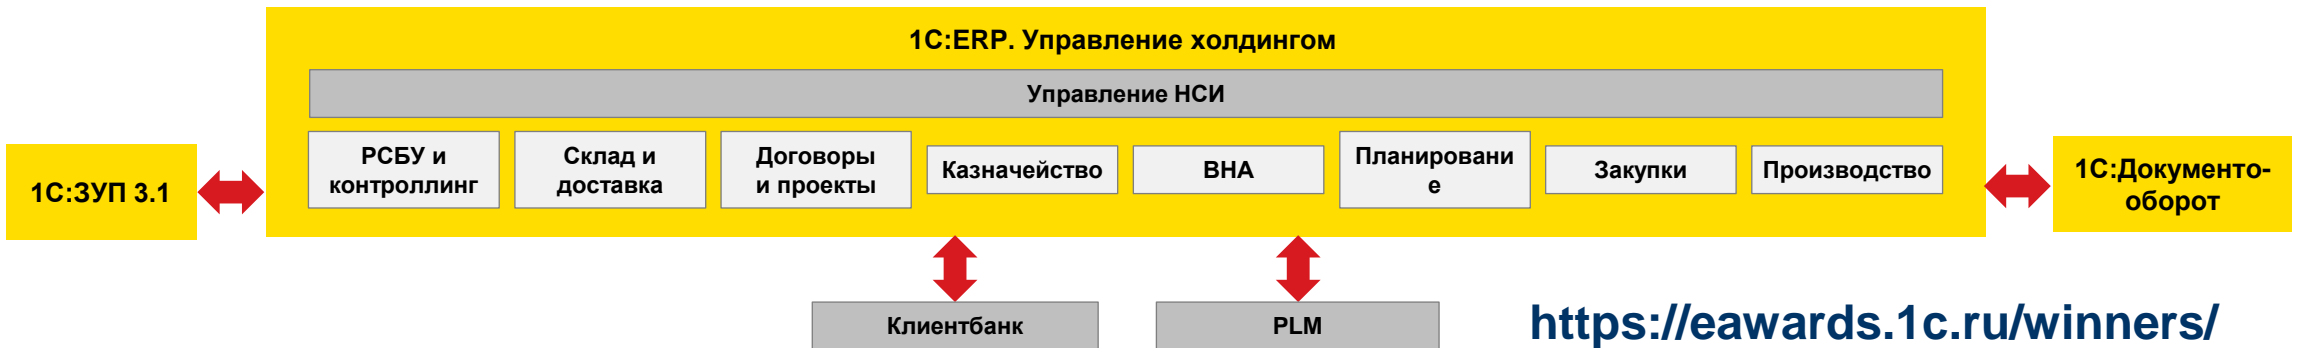 1С:ERP. Управление холдингом
Управление НСИ
1С:ЗУП 3.1
РСБУ и
контроллинг
Склад и
доставка
Договоры
и проекты
Казначейство
ВНА
Планировани
е
Закупки
Производство
1С:Документо-
оборот
Клиентбанк
PLM
https://eawards.1c.ru/winners/